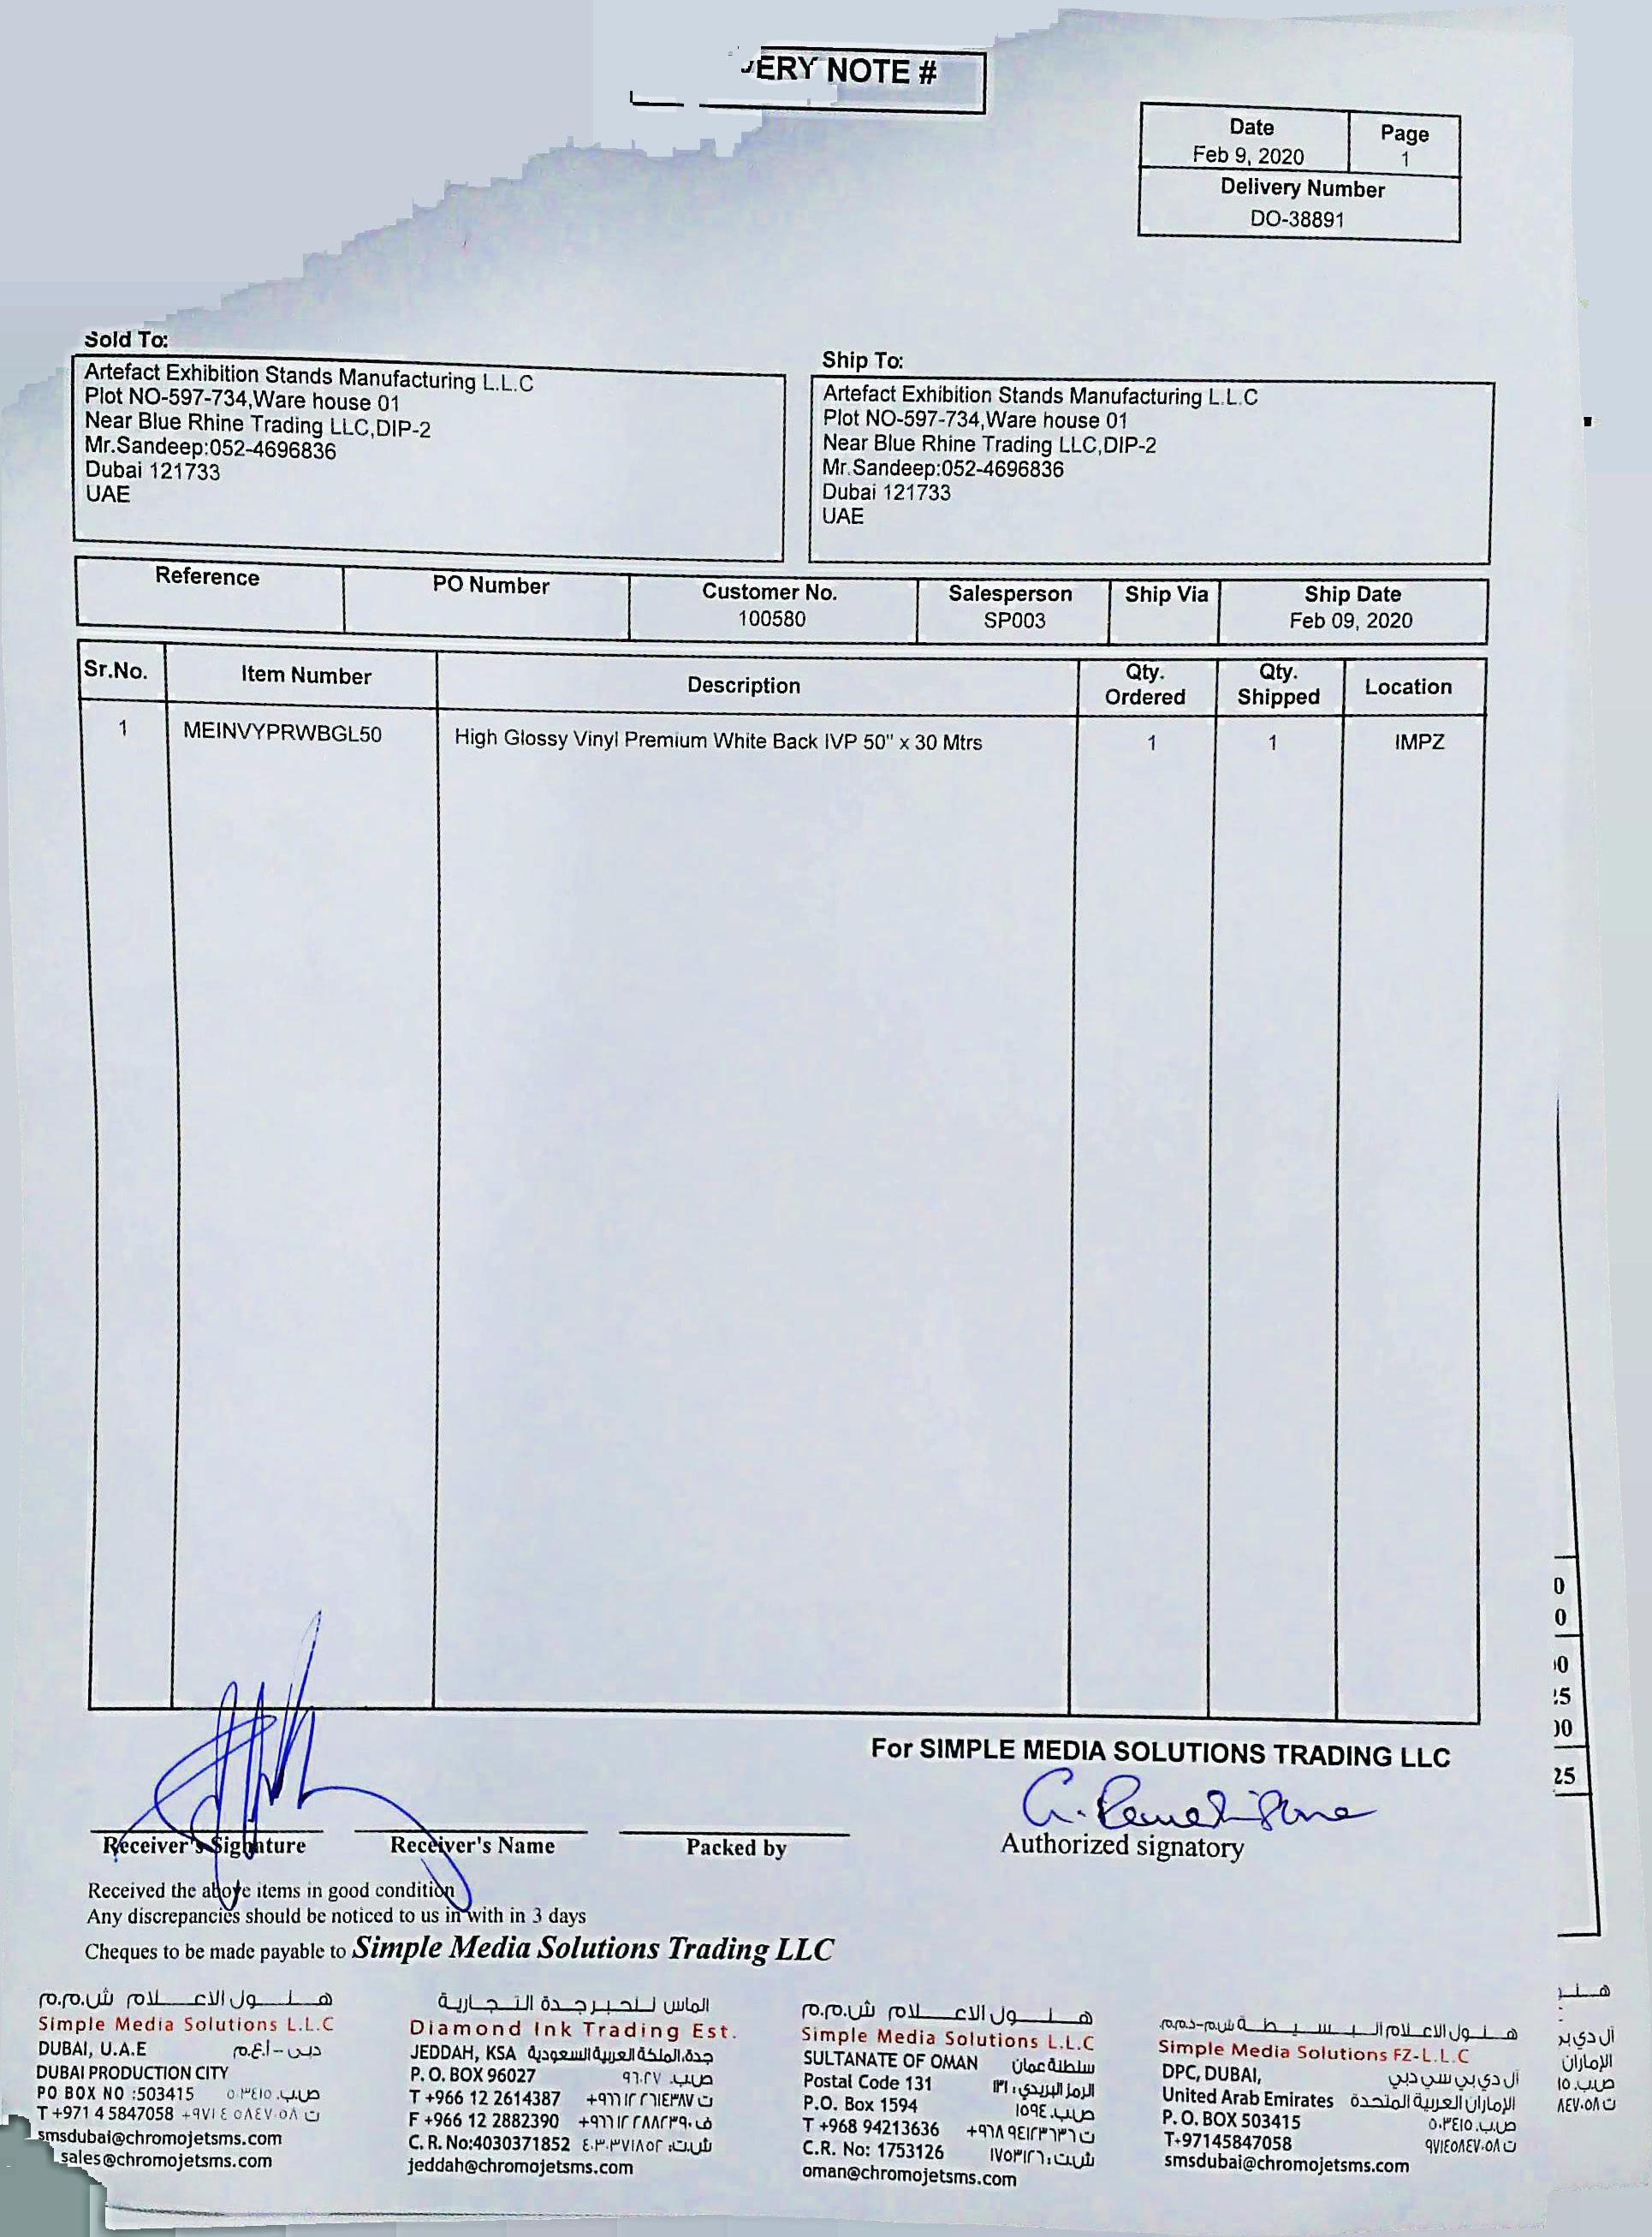 ERY NOTE #
Date
Feb 9, 2020
Page
1
Delivery Number
DO-38891
Sold To:
Artefact Exhibition Stands Manufacturing L.L.C
Plot NO-597-734,Ware house 01
Near Blue Rhine Trading LLC,DIP-2
Mr.Sandeep:052-4696836
Dubai 121733
UAE
Ship To:
Artefact Exhibition Stands Manufacturing L.L.C
Plot NO-597-734,Ware house 01
Near Blue Rhine Trading LLC,DIP-2
Mr.Sandeep:052-4696836
Dubai 121733
UAE
Reference PO Number Customer No. Salesperson Ship Via Ship Date
100580 SP003 Feb 09, 2020
Sr.No. Item Number Description Qty. Ordered Qty. Shipped Location
1 MEINVYPRWBGL50 High Glossy Vinyl Premium White Back IVP 50" x 30 Mtrs 1 1 IMPZ
For SIMPLE MEDIA SOLUTIONS TRADING LLC
Receiver's Signature Receiver's Name Packed by Authorized signatory
Received the above items in good condition
Any discrepancies should be noticed to us in with in 3 days
Cheques to be made payable to Simple Media Solutions Trading LLC
هلول الاعلام ش.م.م
Simple Media Solutions L.L.C
DUBAI, U.A.E دبي - أ.ع.م
DUBAI PRODUCTION CITY
PO BOX NO :503415 ص.ب. ٥٠٣٤١٥
T +971 4 5847058 +٩٧١ ٤ ٥٨٤٧٠٥٨ ت
smsdubai@chromojetsms.com
sales@chromojetsms.com
الماس للحبر جدة التجارية
Diamond Ink Trading Est.
JEDDAH, KSA جدة،الملكة العربية السعودية
P. O. BOX 96027 ص.ب. ٩٦٠٢٧
T +966 12 2614387 +٩٦٦ ١٢ ٢٦١٤٣٨٧ ت
F +966 12 2882390 +٩٦٦ ١٢ ٢٨٨٢٣٩٠ ف
C. R. No:4030371852 ش.ت: ٤٠٣٠٣٧١٨٥٢
jeddah@chromojetsms.com
هلول الاعلام ش.م.م
Simple Media Solutions L.L.C
SULTANATE OF OMAN سلطنة عمان
Postal Code 131 الرمز البريدي: ١٣١
P.O. Box 1594 ص.ب. ١٥٩٤
T +968 94213636 +٩٦٨ ٩٤٢١٣٦٣٦ ت
C.R. No: 1753126 ش.ت: ١٧٥٣١٢٦
oman@chromojetsms.com
هلول الاعلام البسيطة ش.م-ذ.م.م
Simple Media Solutions FZ-L.L.C
DPC, DUBAI, آل دي بي سي دبي
United Arab Emirates الإمارات العربية المتحدة
P. O. BOX 503415 ص.ب. ٥٠٣٤١٥
T+97145847058 ٩٧١٤٥٨٤٧٠٥٨ ت
smsdubai@chromojetsms.com
0
0
00
25
00
25